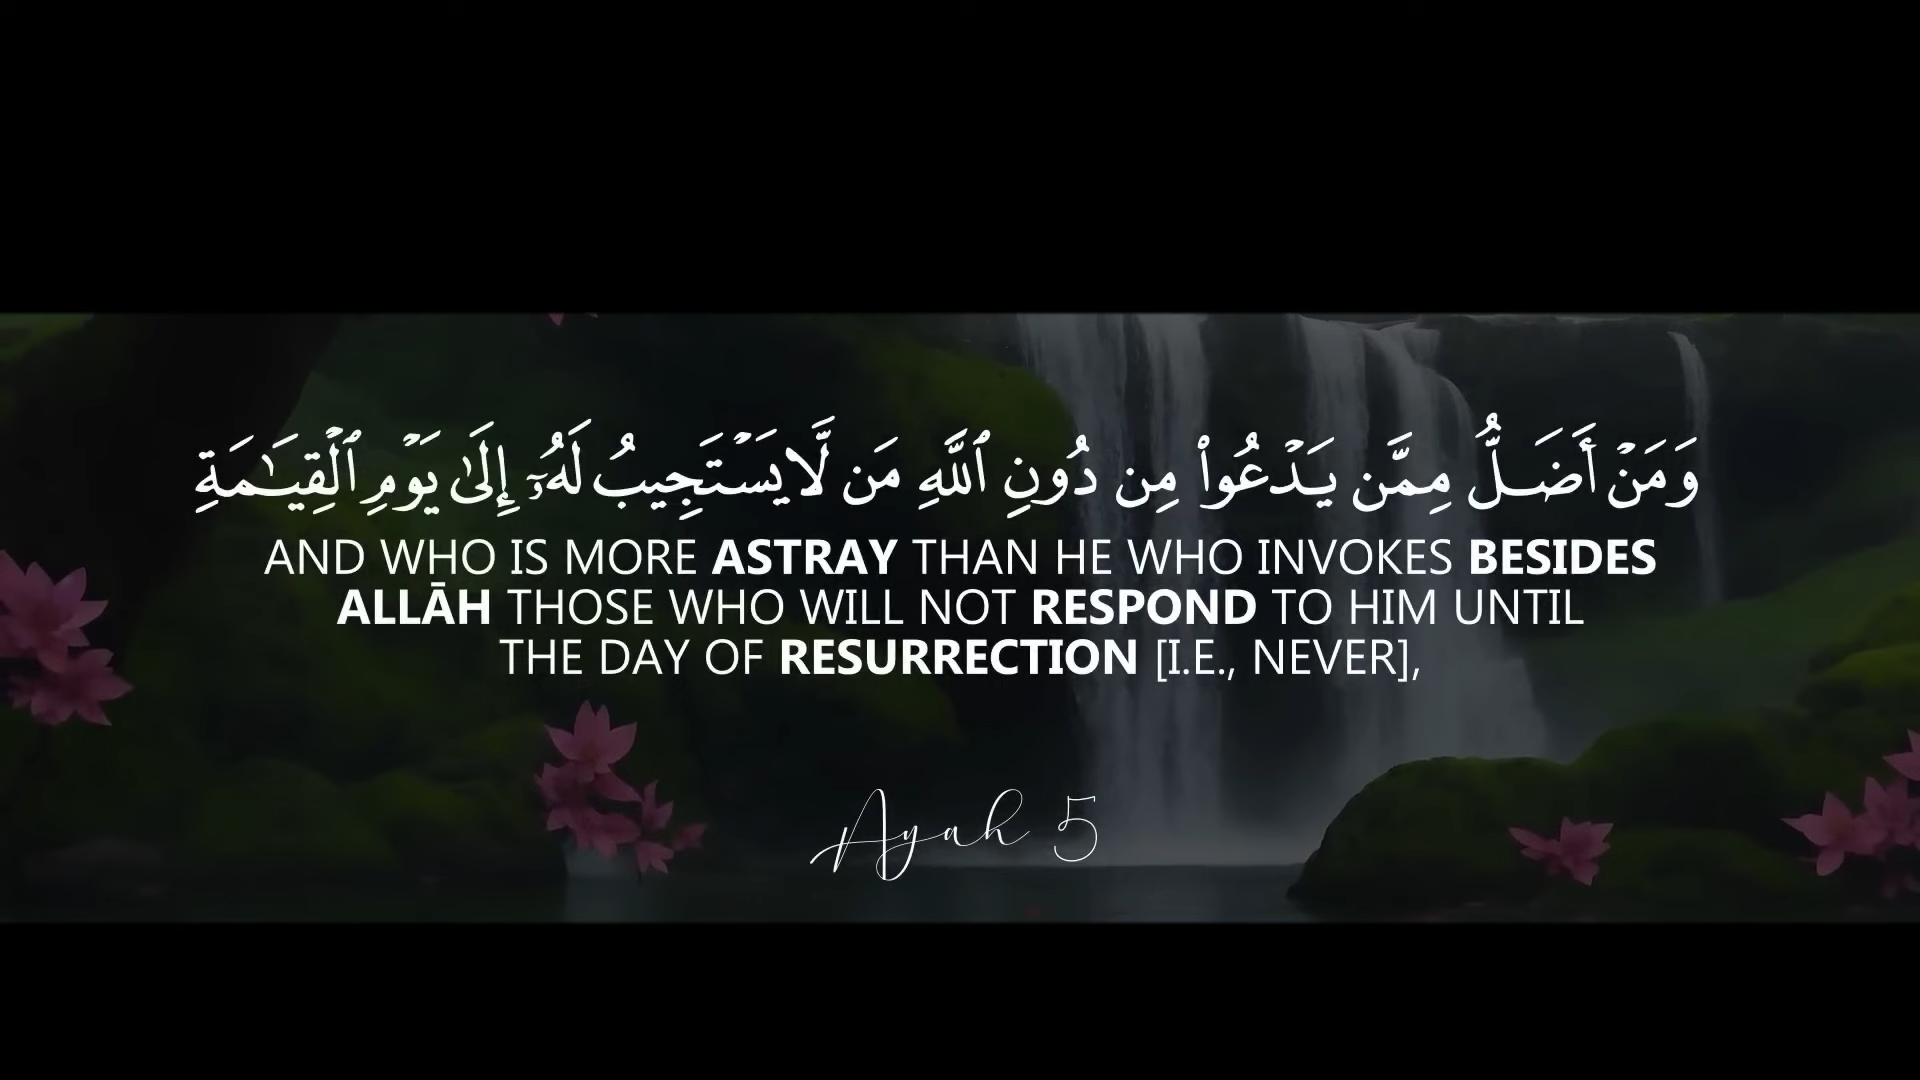 وَمَنْ أَضَلُّ مِمَّن يَدْعُوا۟ مِن دُونِ ٱللَّهِ مَن لَّا يَسْتَجِيبُ لَهُۥٓ إِلَىٰ يَوْمِ ٱلْقِيَـٰمَةِ
AND WHO IS MORE ASTRAY THAN HE WHO INVOKES BESIDES
ALLĀH THOSE WHO WILL NOT RESPOND TO HIM UNTIL
THE DAY OF RESURRECTION [I.E., NEVER],
Ayah 5